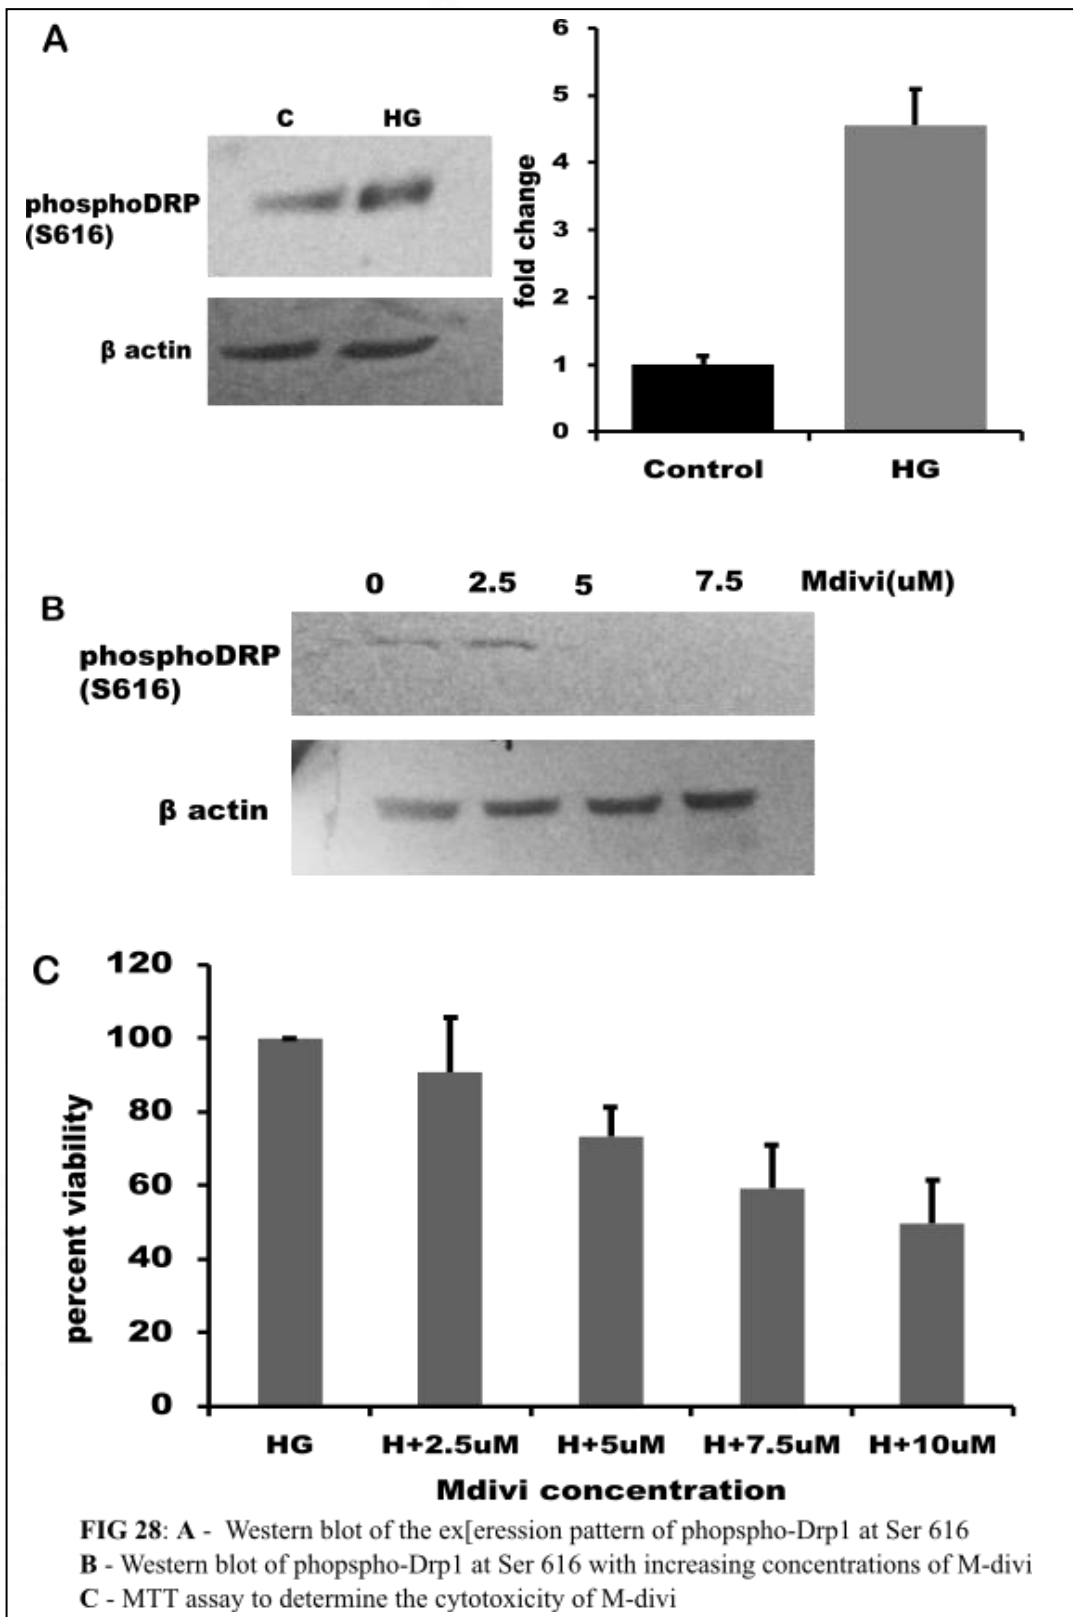 A
C HG
phosphoDRP
(S616)
β actin
6
5
4
3
2
1
0
fold change
Control HG
B
0 2.5 5 7.5 Mdivi(uM)
phosphoDRP
(S616)
β actin
C
120
100
80
60
40
20
0
percent viability
HG H+2.5uM H+5uM H+7.5uM H+10uM
Mdivi concentration
FIG 28: A - Western blot of the ex[eression pattern of phopspho-Drp1 at Ser 616
B - Western blot of phopspho-Drp1 at Ser 616 with increasing concentrations of M-divi
C - MTT assay to determine the cytotoxicity of M-divi